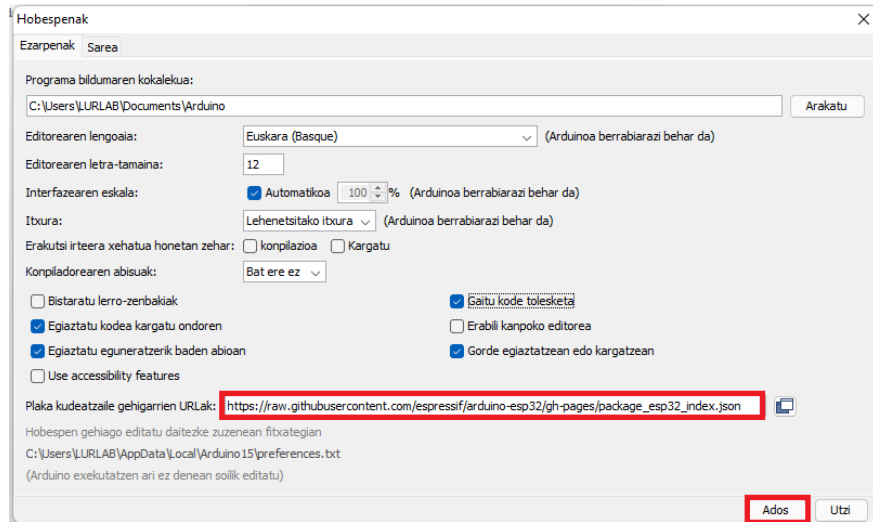 Hobespenak
Ezarpenak Sarea
Programa bildumaren kokalekua:
C:\Users\LURLAB\Documents\Arduino Arakatu
Editorearen lengoaia: Euskara (Basque) (Arduinoa berrabiarazi behar da)
Editorearen letra-tamaina: 12
Interfazearen eskala: Automatikoa 100 % (Arduinoa berrabiarazi behar da)
Itxura: Lehenetsitako itxura (Arduinoa berrabiarazi behar da)
Erakutsi irteera xehatua honetan zehar: konpilazioa Kargatu
Konpiladorearen abisuak: Bat ere ez
Bistaratu lerro-zenbakiak Gaitu kode tolesketa
Egiaztatu kodea kargatu ondoren Erabili kanpoko editorea
Egiaztatu eguneratzerik baden abioan Gorde egiaztatzean edo kargatzean
Use accessibility features
Plaka kudeatzaile gehigarrien URLak: https://raw.githubusercontent.com/espressif/arduino-esp32/gh-pages/package_esp32_index.json
Hobespen gehiago editatu daitezke zuzenean fitxategian
C:\Users\LURLAB\AppData\Local\Arduino15\preferences.txt
(Arduino exekutatzen ari ez denean soilik editatu)
Ados Utzi